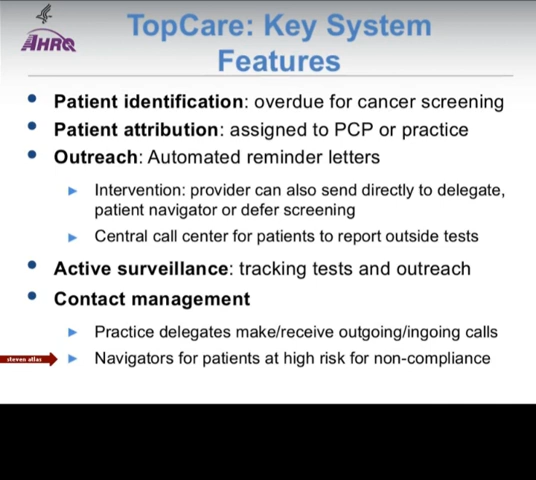 AHRQ
TopCare: Key System
Features
• Patient identification: overdue for cancer screening
• Patient attribution: assigned to PCP or practice
• Outreach: Automated reminder letters
► Intervention: provider can also send directly to delegate,
patient navigator or defer screening
► Central call center for patients to report outside tests
• Active surveillance: tracking tests and outreach
• Contact management
► Practice delegates make/receive outgoing/ingoing calls
steven atlas
► Navigators for patients at high risk for non-compliance